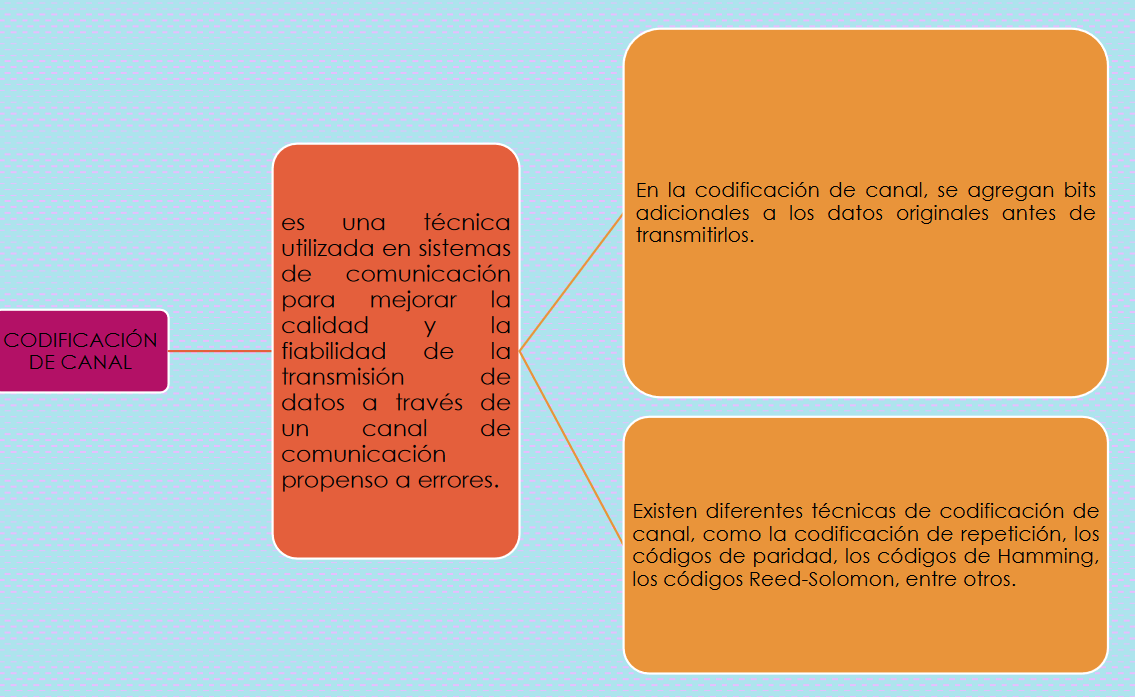 CODIFICACIÓN
DE CANAL
es una técnica
utilizada en sistemas
de comunicación
para mejorar la
calidad y la
fiabilidad de la
transmisión de
datos a través de
un canal de
comunicación
propenso a errores.
En la codificación de canal, se agregan bits
adicionales a los datos originales antes de
transmitirlos.
Existen diferentes técnicas de codificación de
canal, como la codificación de repetición, los
códigos de paridad, los códigos de Hamming,
los códigos Reed-Solomon, entre otros.